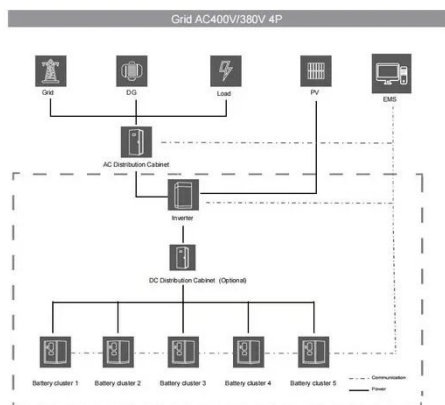 Grid AC400V/380V 4P
Grid
DG
Load
PV
EMS
AC Distribution Cabinet
Inverter
DC Distribution Cabinet (Optional)
Battery cluster 1
Battery cluster 2
Battery cluster 3
Battery cluster 4
Battery cluster 5
Communication
Power